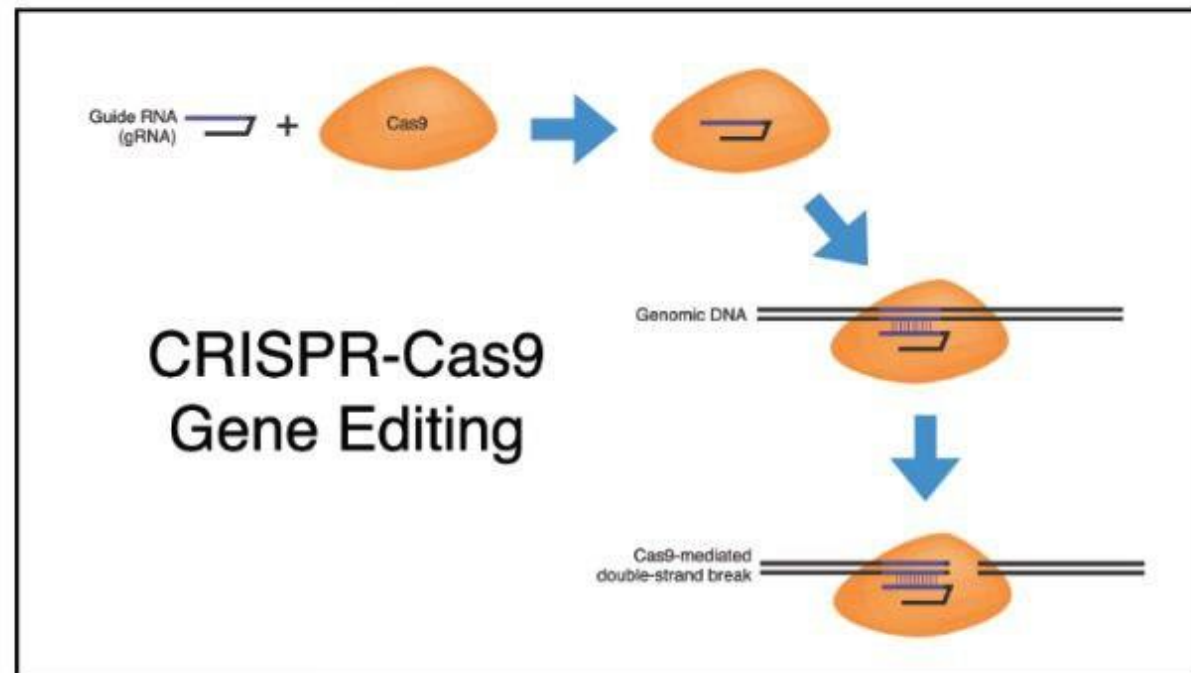 Guide RNA
(gRNA)
+
Cas9
Genomic DNA
CRISPR-Cas9
Gene Editing
Cas9-mediated
double-strand break